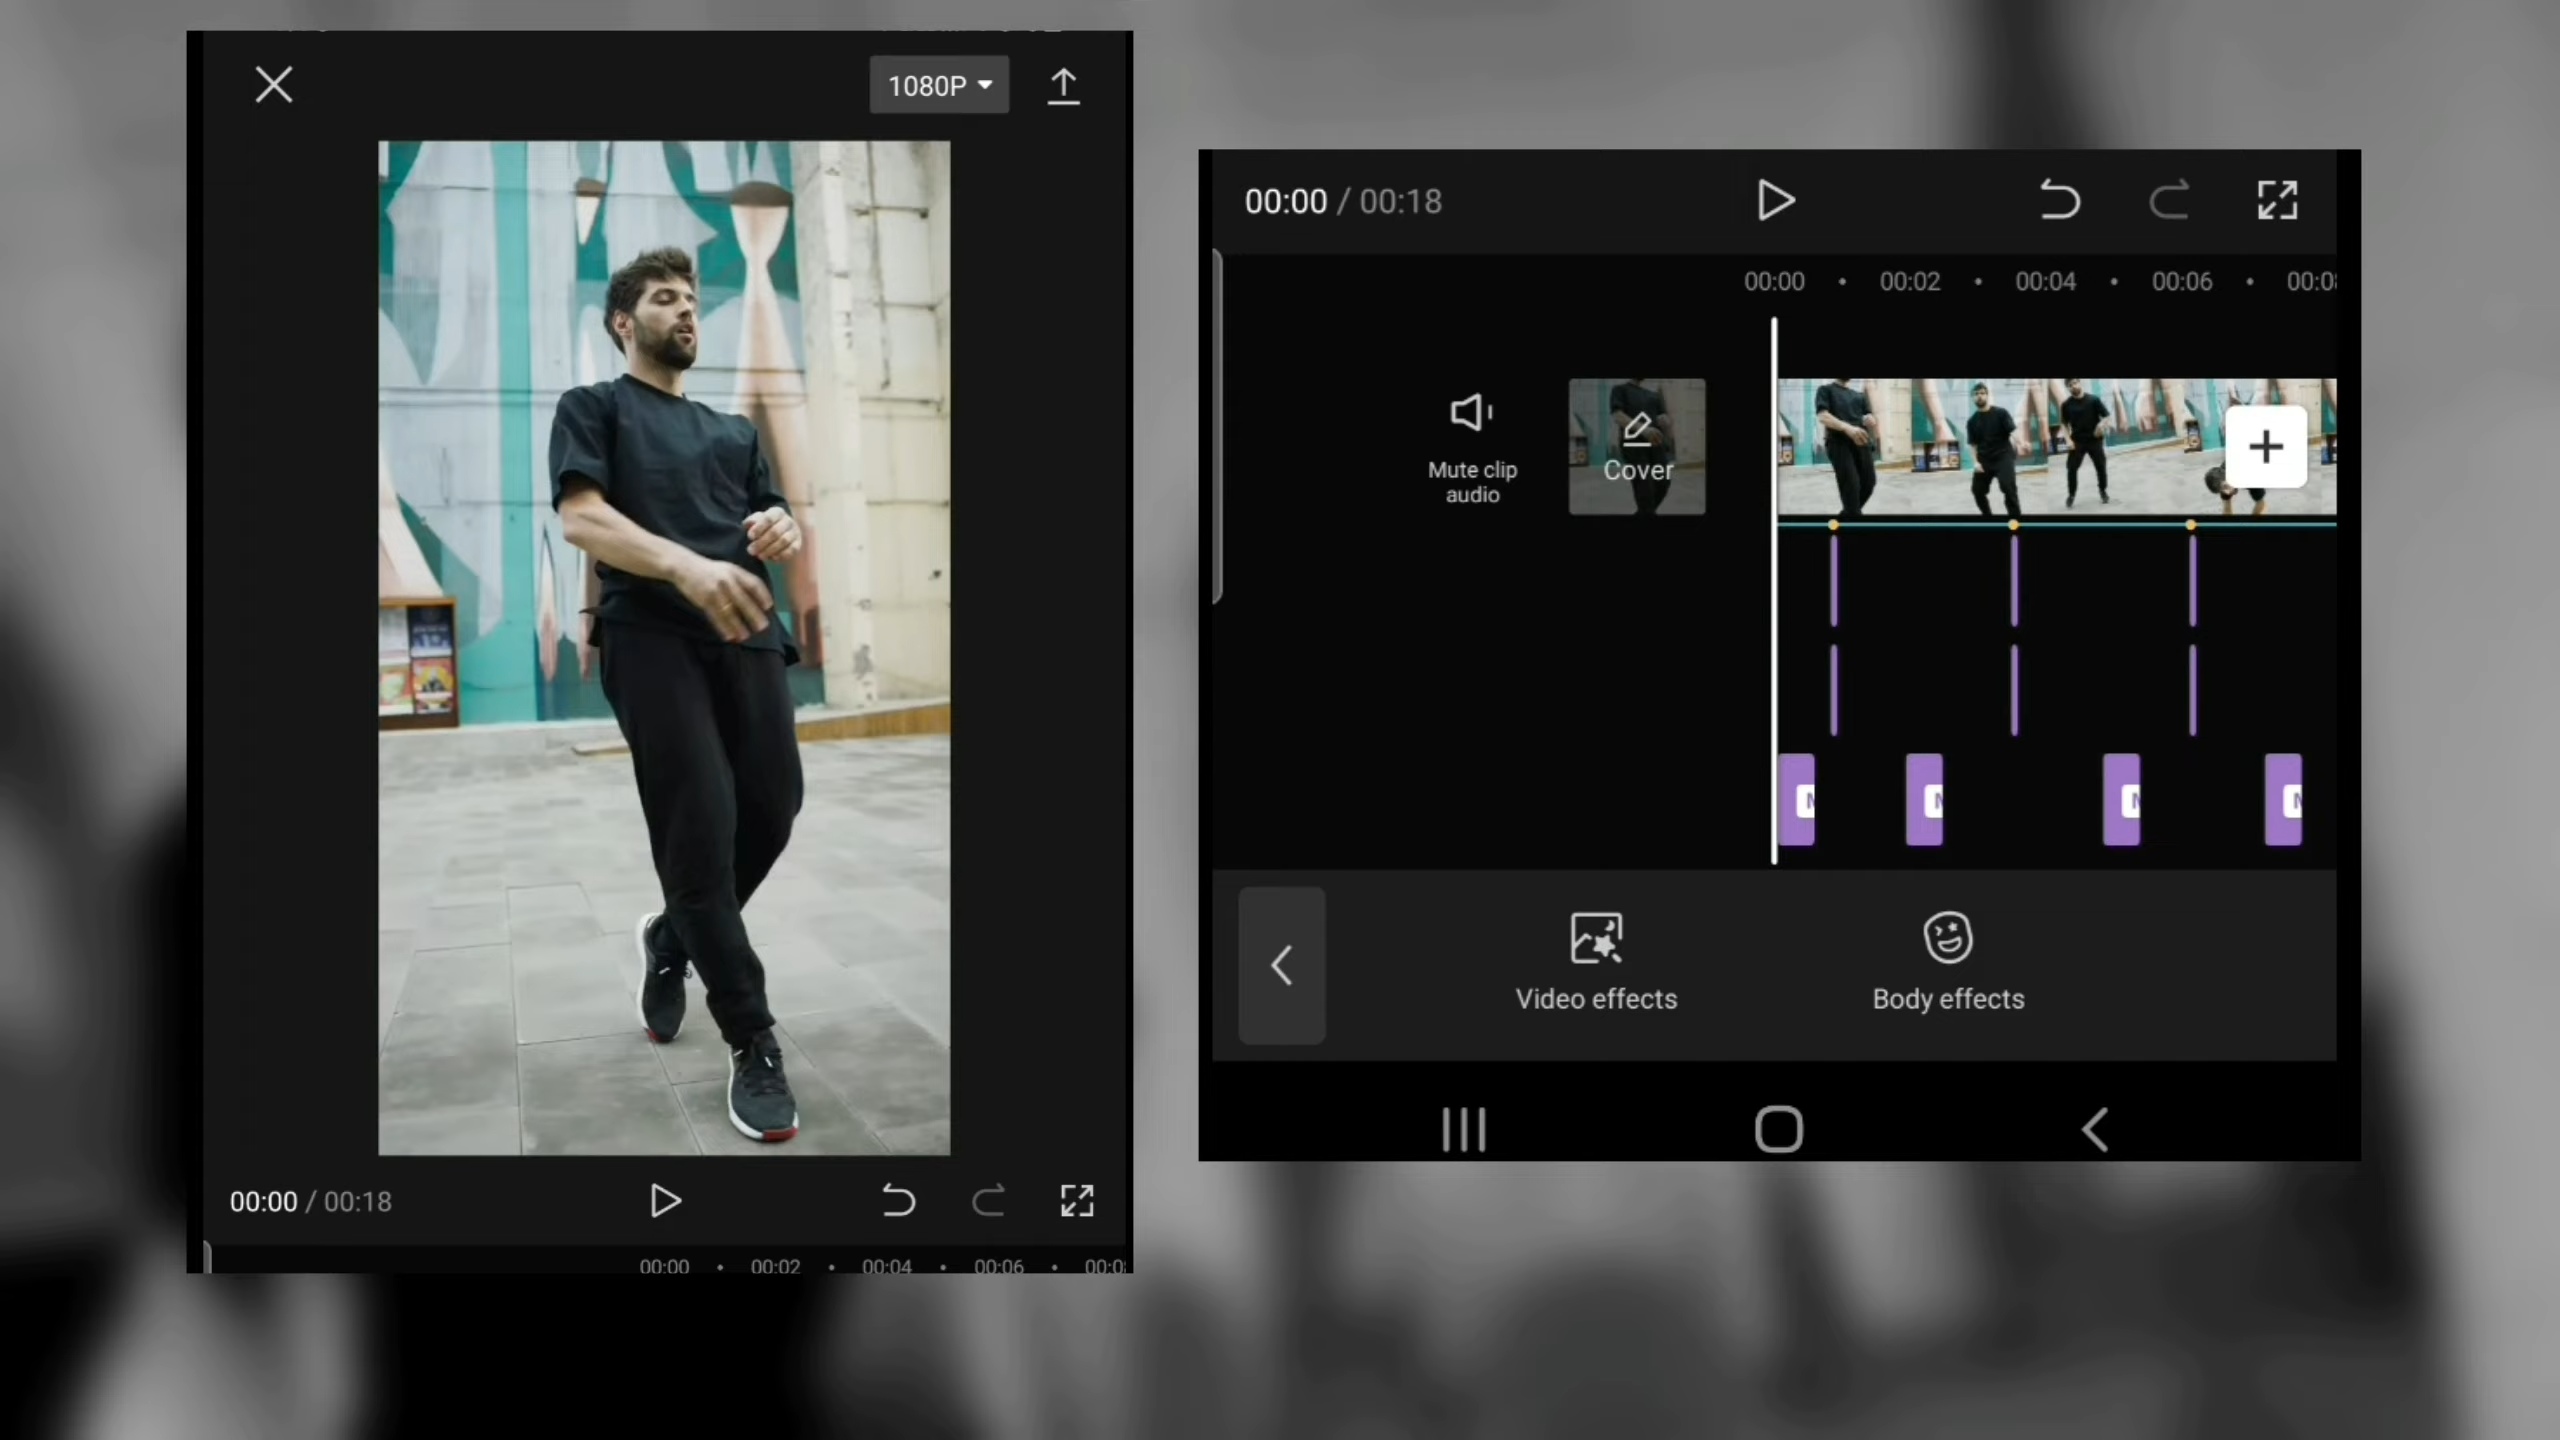 1080P
00:00 / 00:18
00:00 • 00:02 • 00:04 • 00:06 •
00:00 / 00:18
00:00 • 00:02 • 00:04 • 00:06 •
Mute clip
audio
Cover
Video effects
Body effects